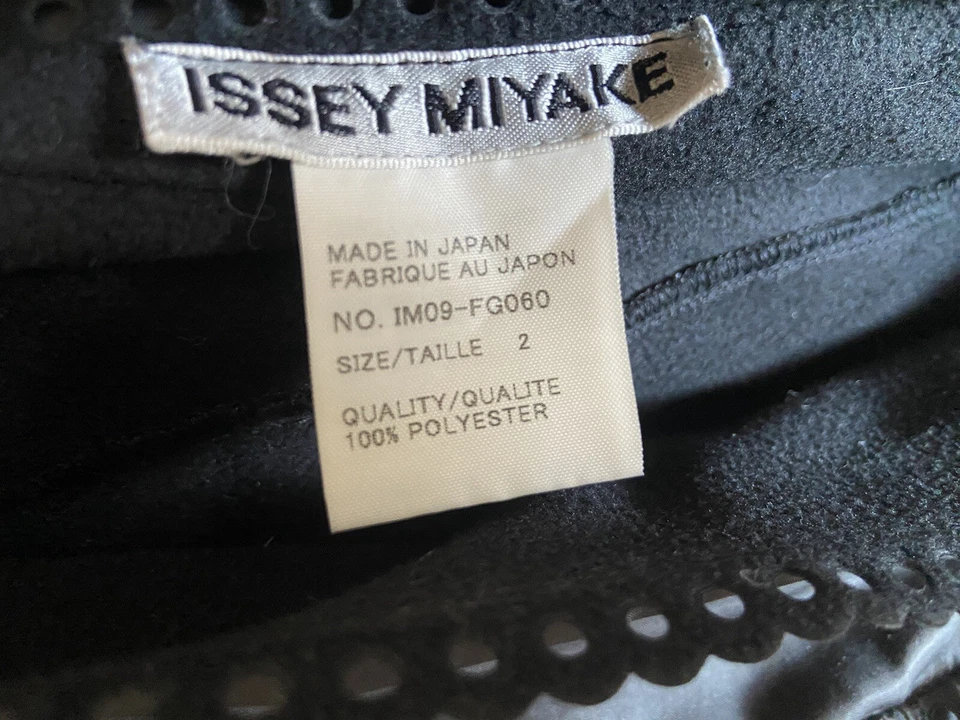 ISSEY MIYAKE
MADE IN JAPAN
FABRIQUE AU JAPON
NO. IM09-FG060
SIZE/TAILLE 2
QUALITY/QUALITE
100% POLYESTER